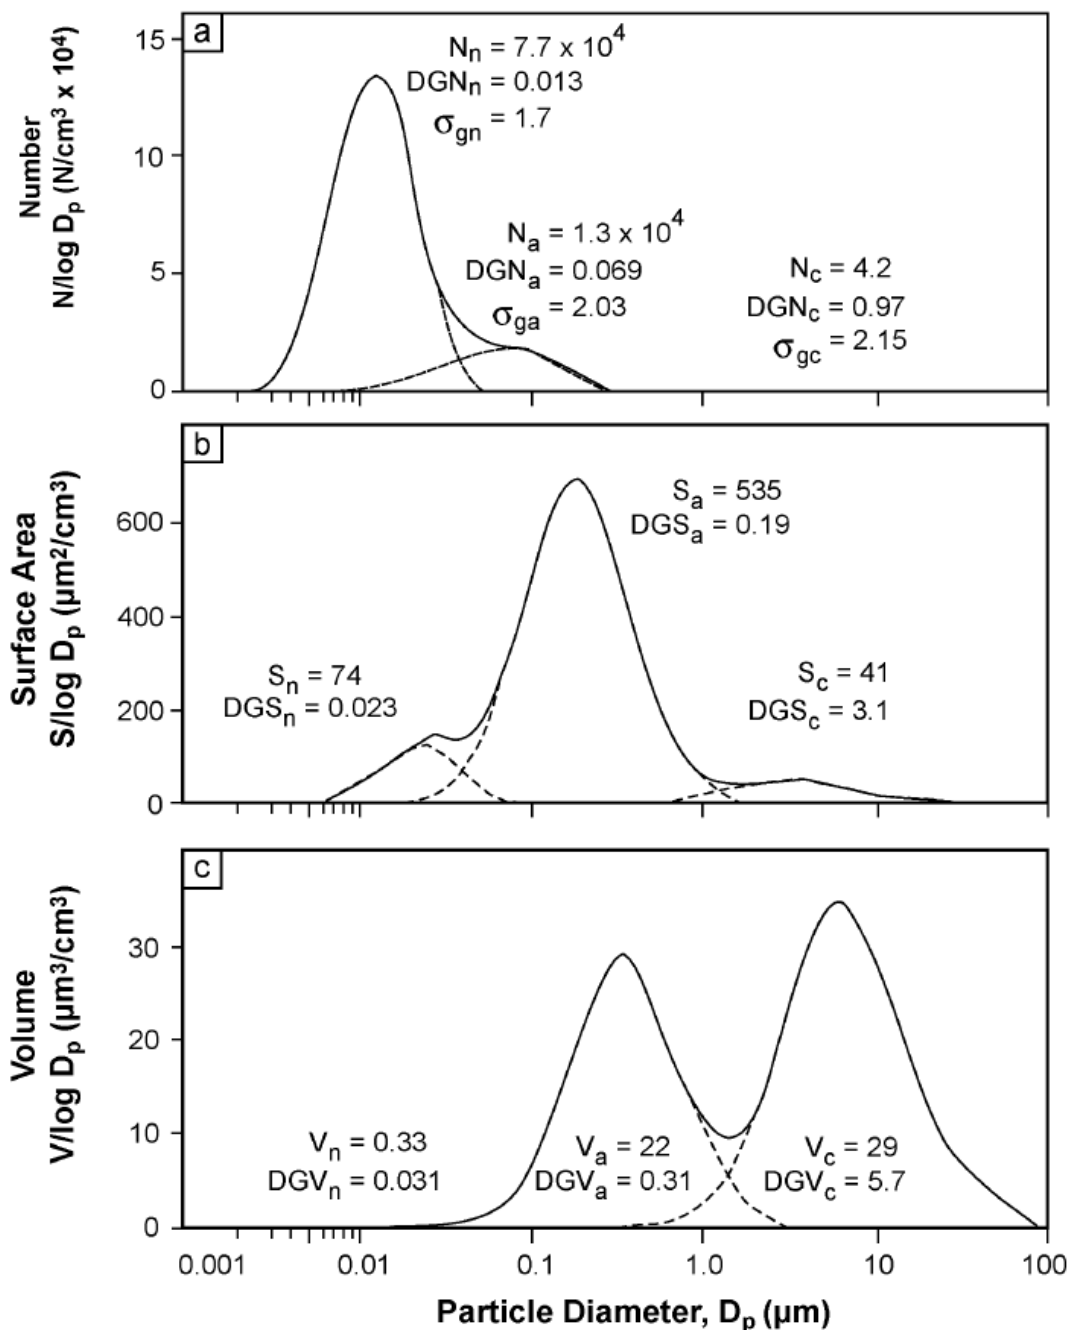 a
Number
N/log Dp (N/cm³ x 10⁴)
15
10
5
0
Nn = 7.7 x 10⁴
DGNn = 0.013
σgn = 1.7
Na = 1.3 x 10⁴
DGNa = 0.069
σga = 2.03
Nc = 4.2
DGNc = 0.97
σgc = 2.15
b
Surface Area
S/log Dp (µm²/cm³)
600
400
200
0
Sn = 74
DGSn = 0.023
Sa = 535
DGSa = 0.19
Sc = 41
DGSc = 3.1
c
Volume
V/log Dp (µm³/cm³)
30
20
10
0
Vn = 0.33
DGVn = 0.031
Va = 22
DGVa = 0.31
Vc = 29
DGVc = 5.7
0.001 0.01 0.1 1.0 10 100
Particle Diameter, Dp (µm)